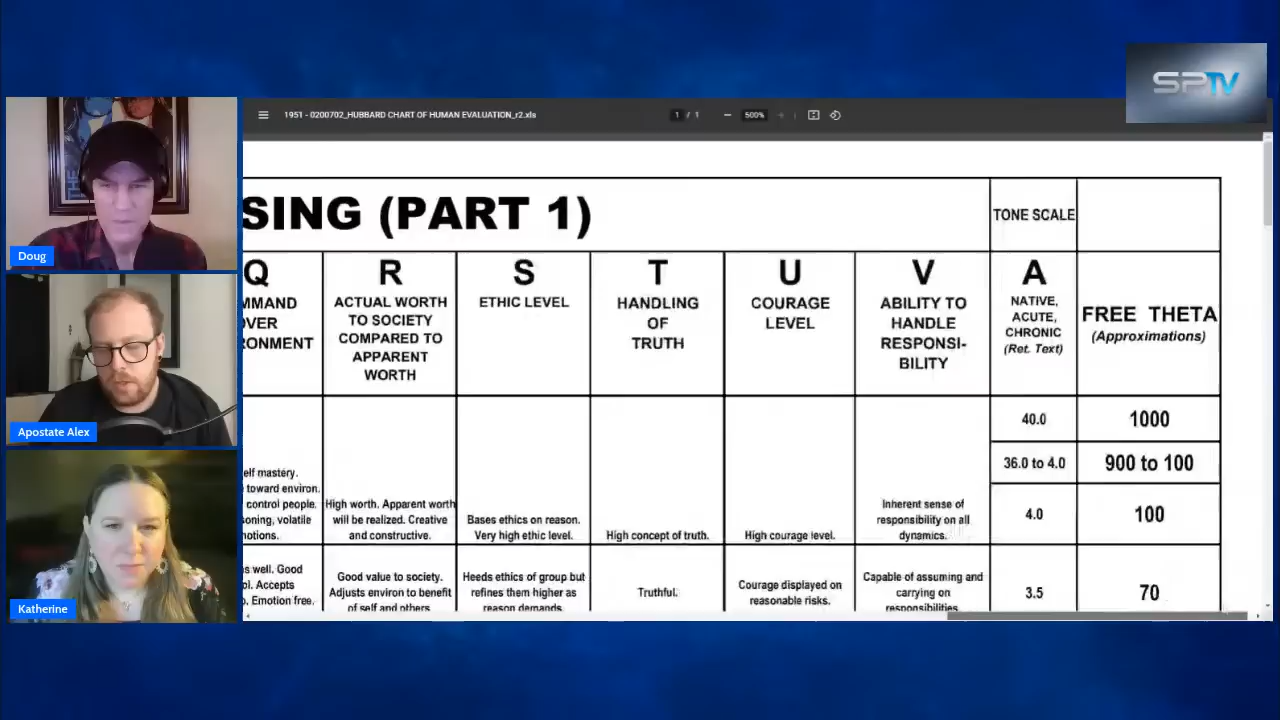 SPTV
1951 - 0200702_HUBBARD CHART OF HUMAN EVALUATION_r2.xls
1 / 1
500%
SING (PART 1)
TONE SCALE
Q
MMAND
OVER
RONMENT
R
ACTUAL WORTH
TO SOCIETY
COMPARED TO
APPARENT
WORTH
S
ETHIC LEVEL
T
HANDLING
OF
TRUTH
U
COURAGE
LEVEL
V
ABILITY TO
HANDLE
RESPONSI-
BILITY
A
NATIVE,
ACUTE,
CHRONIC
(Ret. Text)
FREE THETA
(Approximations)
40.0
1000
36.0 to 4.0
900 to 100
elf mastery.
toward environ.
control people.
soning, volatile
notions.
High worth. Apparent worth
will be realized. Creative
and constructive.
Bases ethics on reason.
Very high ethic level.
High concept of truth.
High courage level.
Inherent sense of
responsibility on all
dynamics.
4.0
100
s well. Good
ol. Accepts
o, Emotion free.
Good value to society.
Adjusts environ to benefit
of self and others.
Heeds ethics of group but
refines them higher as
reason demands.
Truthful.
Courage displayed on
reasonable risks.
Capable of assuming and
carrying on
responsibilities.
3.5
70
Doug
Apostate Alex
Katherine